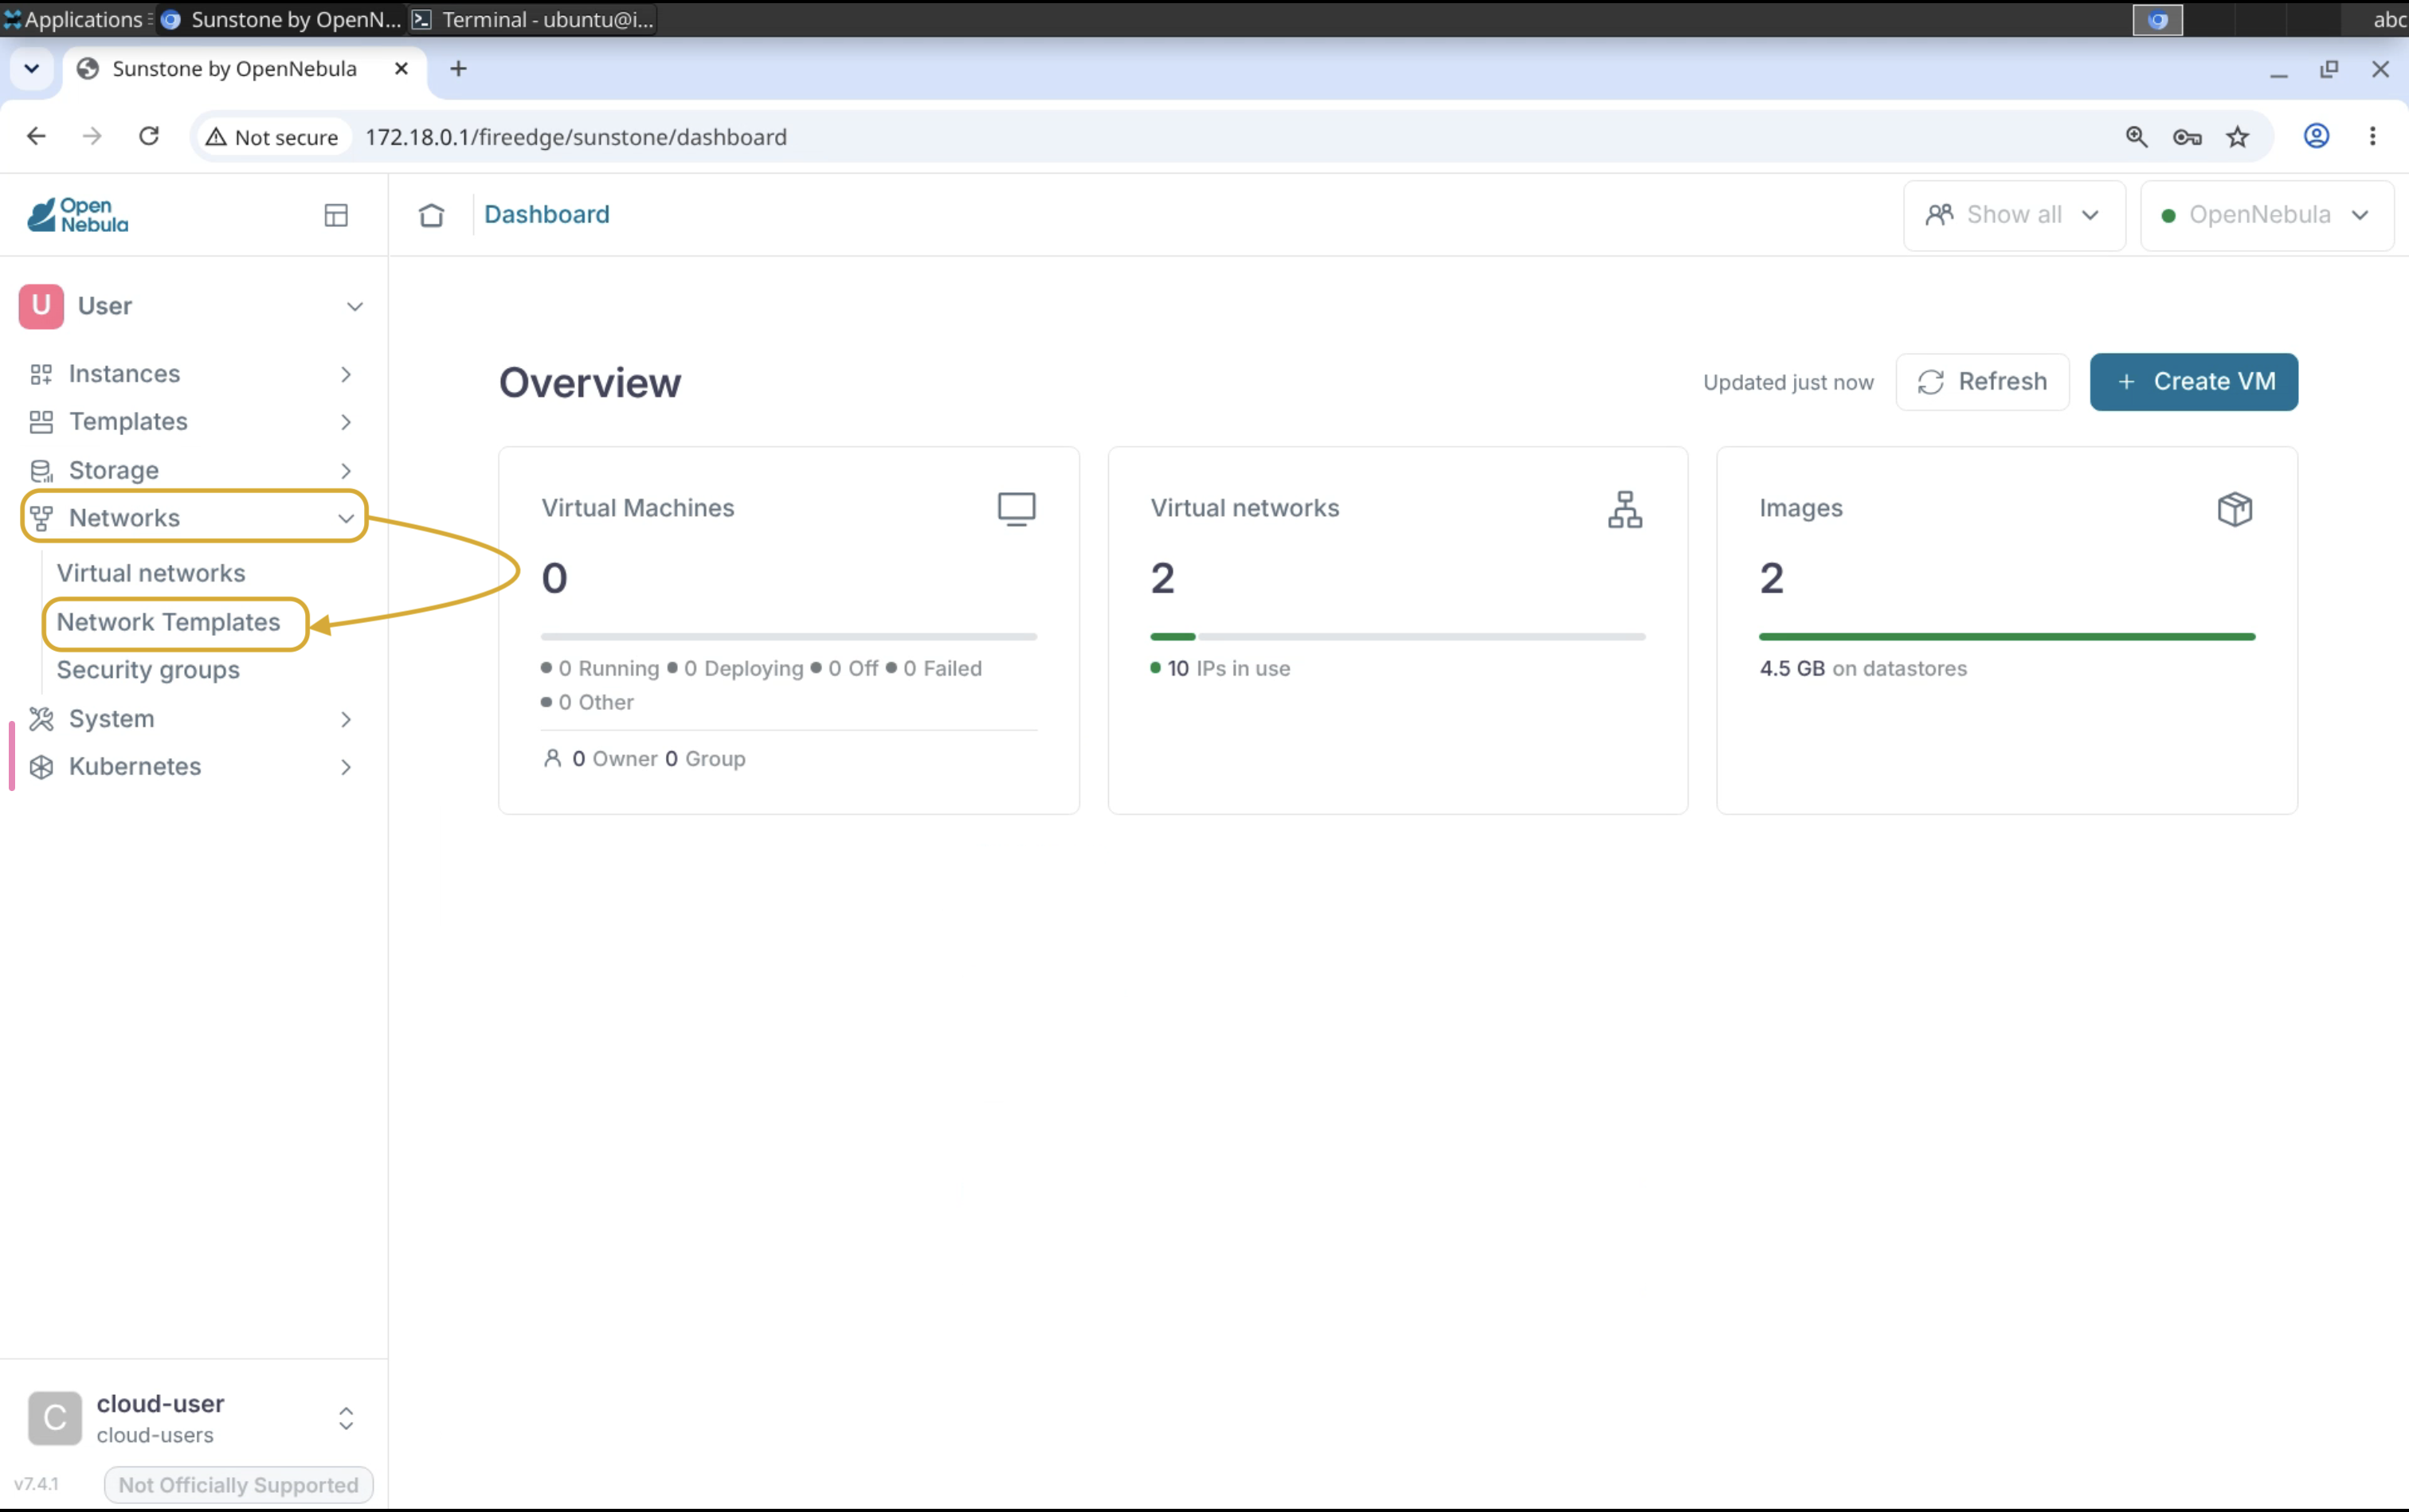 Applications Sunstone by OpenN... Terminal - ubuntu@i... abc
Sunstone by OpenNebula
Not secure 172.18.0.1/fireedge/sunstone/dashboard
Open
Nebula
Dashboard
Show all
OpenNebula
U User
Instances
Templates
Storage
Networks
Virtual networks
Network Templates
Security groups
System
Kubernetes
Overview
Updated just now
Refresh
+ Create VM
Virtual Machines
0
0 Running 0 Deploying 0 Off 0 Failed
0 Other
0 Owner 0 Group
Virtual networks
2
10 IPs in use
Images
2
4.5 GB on datastores
C
cloud-user
cloud-users
v7.4.1
Not Officially Supported